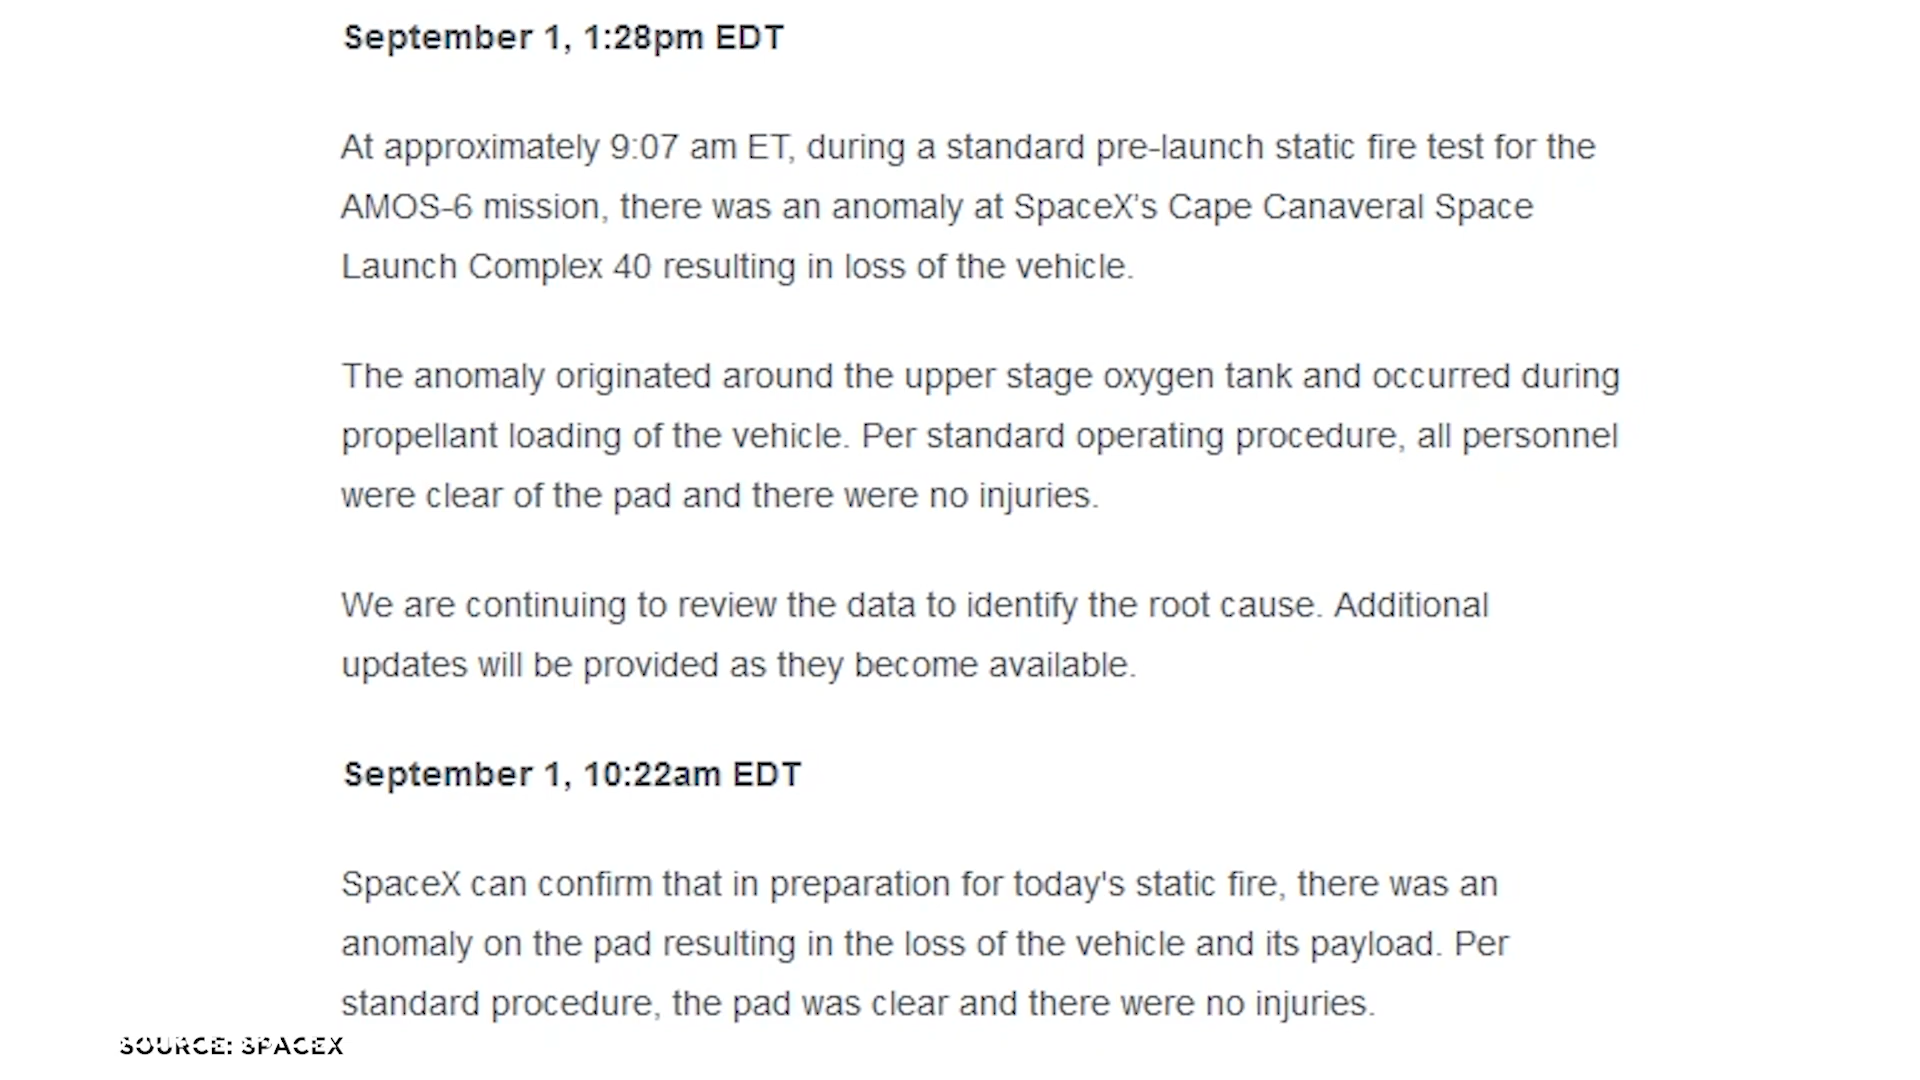 September 1, 1:28pm EDT
At approximately 9:07 am ET, during a standard pre-launch static fire test for the
AMOS-6 mission, there was an anomaly at SpaceX's Cape Canaveral Space
Launch Complex 40 resulting in loss of the vehicle.
The anomaly originated around the upper stage oxygen tank and occurred during
propellant loading of the vehicle. Per standard operating procedure, all personnel
were clear of the pad and there were no injuries.
We are continuing to review the data to identify the root cause. Additional
updates will be provided as they become available.
September 1, 10:22am EDT
SpaceX can confirm that in preparation for today's static fire, there was an
anomaly on the pad resulting in the loss of the vehicle and its payload. Per
standard procedure, the pad was clear and there were no injuries.
SOURCE: SPACEX